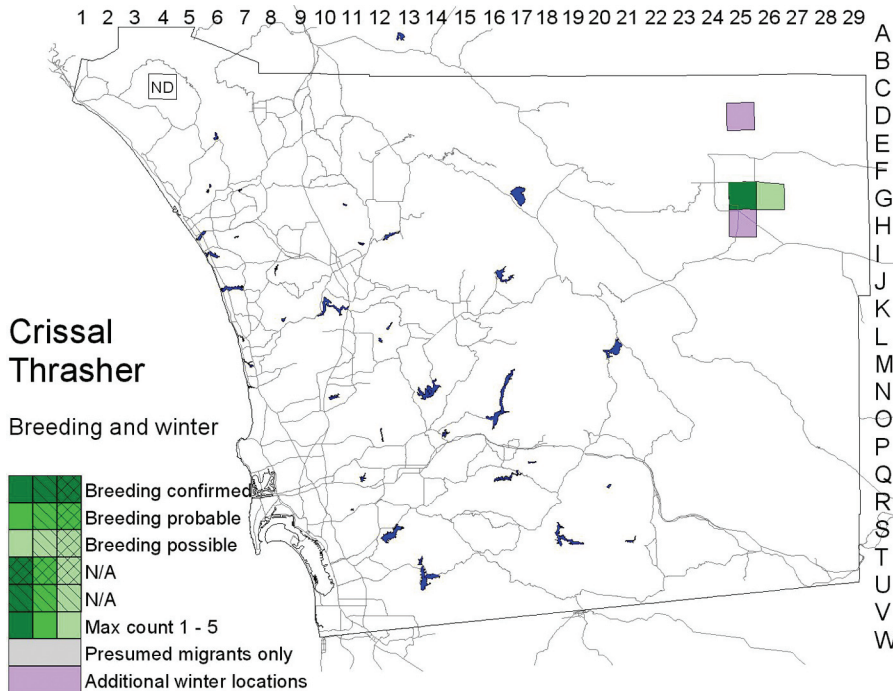 1 2 3 4 5 6 7 8 9 10 11 12 13 14 15 16 17 18 19 20 21 22 23 24 25 26 27 28 29
A
B
C
D
E
F
G
H
I
J
K
L
M
N
O
P
Q
R
S
T
U
V
W
ND
Crissal
Thrasher
Breeding and winter
Breeding confirmed
Breeding probable
Breeding possible
N/A
N/A
Max count 1 - 5
Presumed migrants only
Additional winter locations